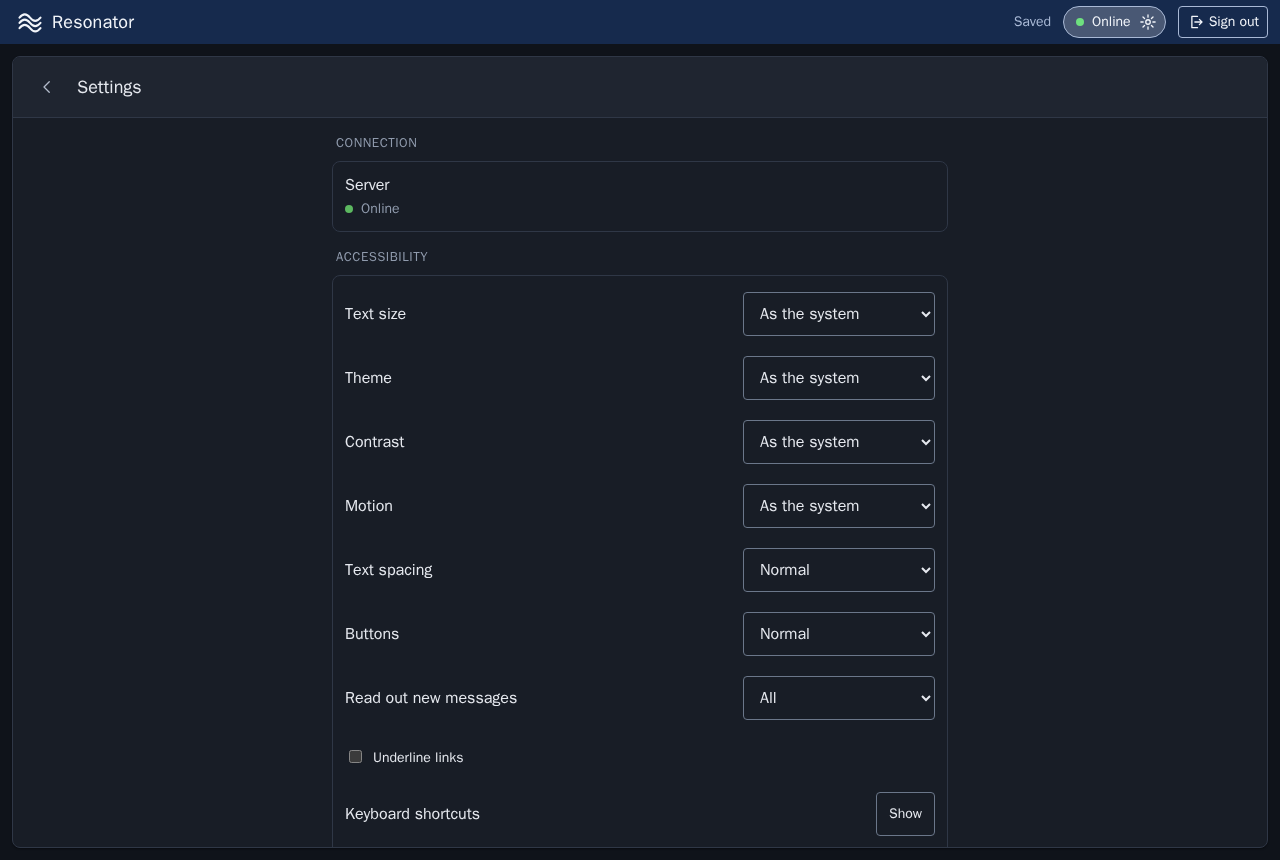 Resonator
Saved
Online
Sign out
Settings
CONNECTION
Server
Online
ACCESSIBILITY
Text size
As the system
Theme
As the system
Contrast
As the system
Motion
As the system
Text spacing
Normal
Buttons
Normal
Read out new messages
All
Underline links
Keyboard shortcuts
Show